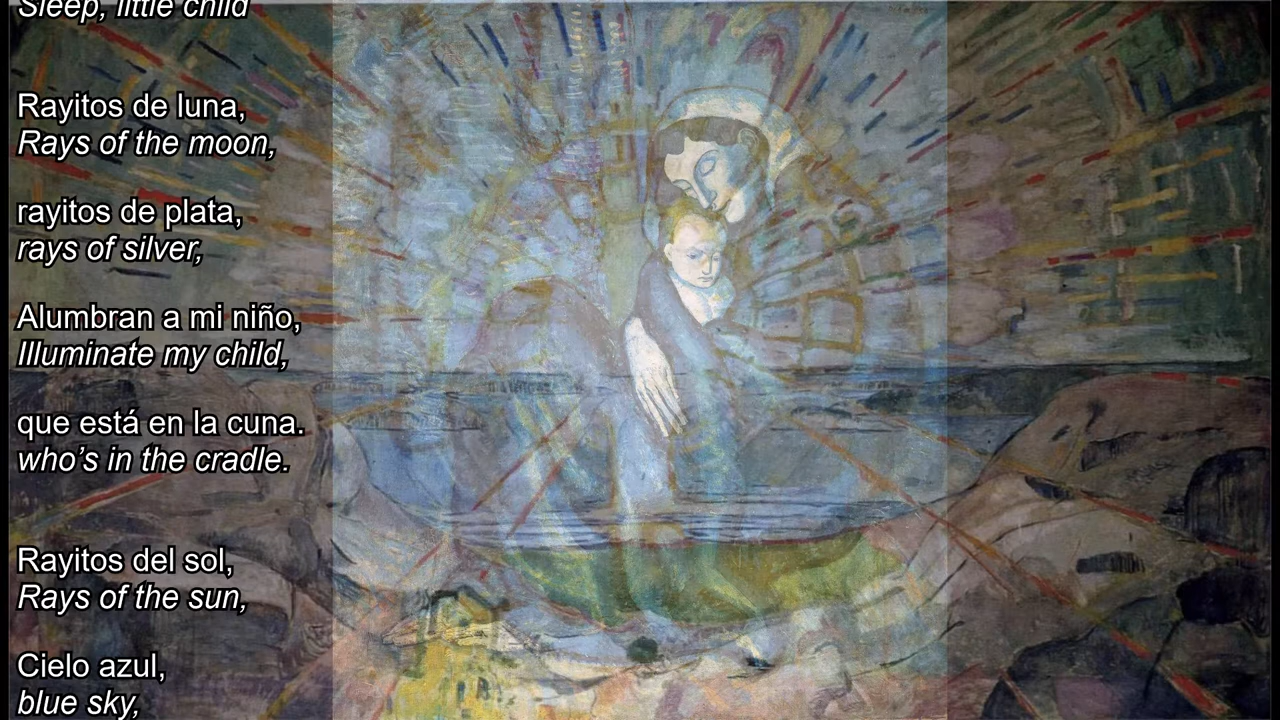 Sleep, little child
Rayitos de luna,
Rays of the moon,
rayitos de plata,
rays of silver,
Alumbran a mi niño,
Illuminate my child,
que está en la cuna.
who’s in the cradle.
Rayitos del sol,
Rays of the sun,
Cielo azul,
blue sky,